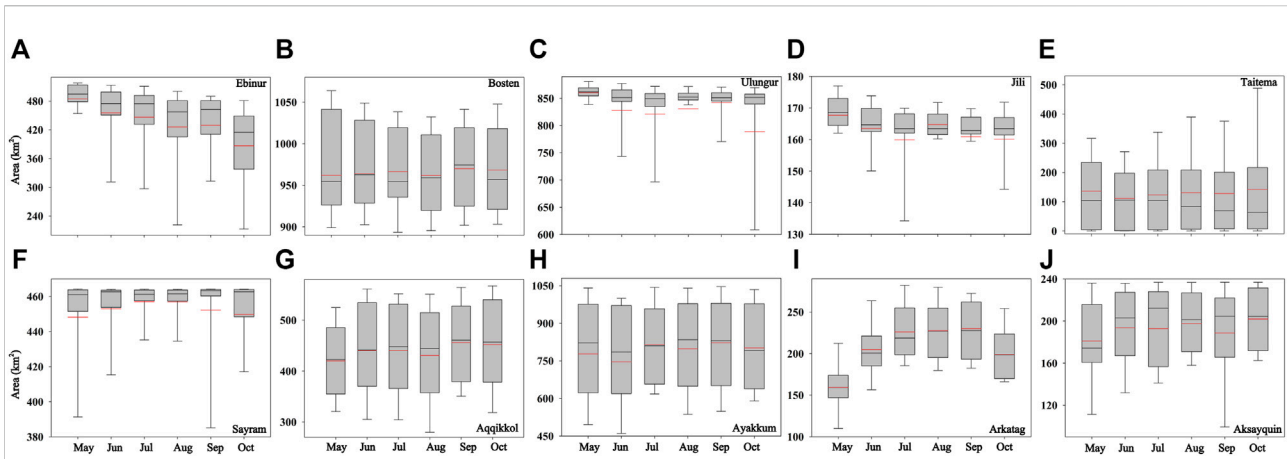 A B C D E
Ebinur Bosten Ulungur Jili Taitema
Area (km²)
480 420 360 300 240
1050 1000 950 900
850 800 750 700 650 600
180 170 160 150 140 130
500 400 300 200 100 0
F G H I J
Area (km²)
460 440 420 400 380
500 400 300
1050 900 750 600 450
300 250 200 150 100
240 200 160 120
Sayram Aqqikkol Ayakkum Arkatag Aksayquin
May Jun Jul Aug Sep Oct May Jun Jul Aug Sep Oct May Jun Jul Aug Sep Oct May Jun Jul Aug Sep Oct May Jun Jul Aug Sep Oct